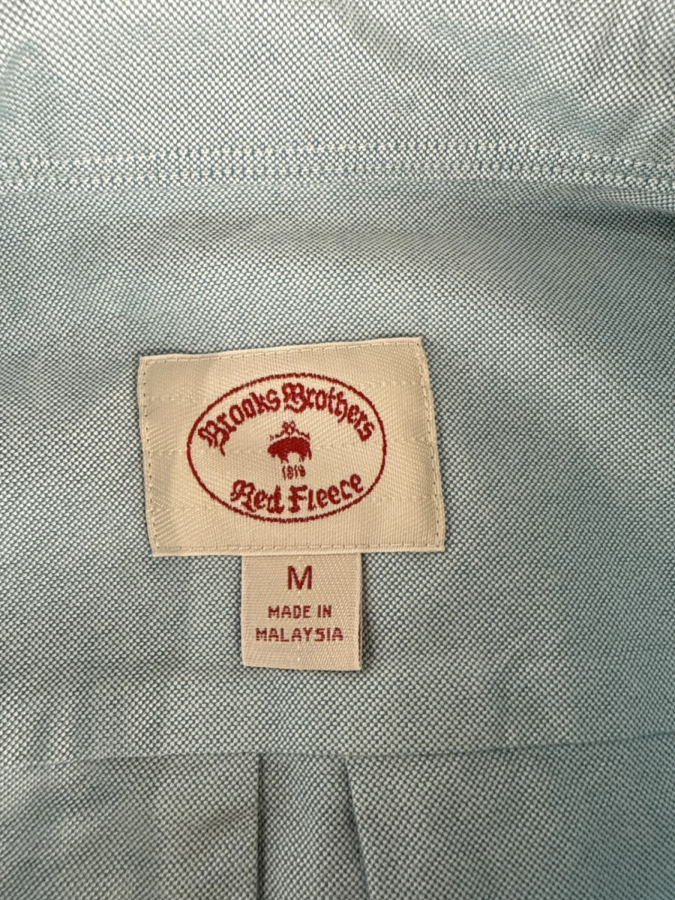 Brooks Brothers
1818
Red Fleece
M
MADE IN
MALAYSIA